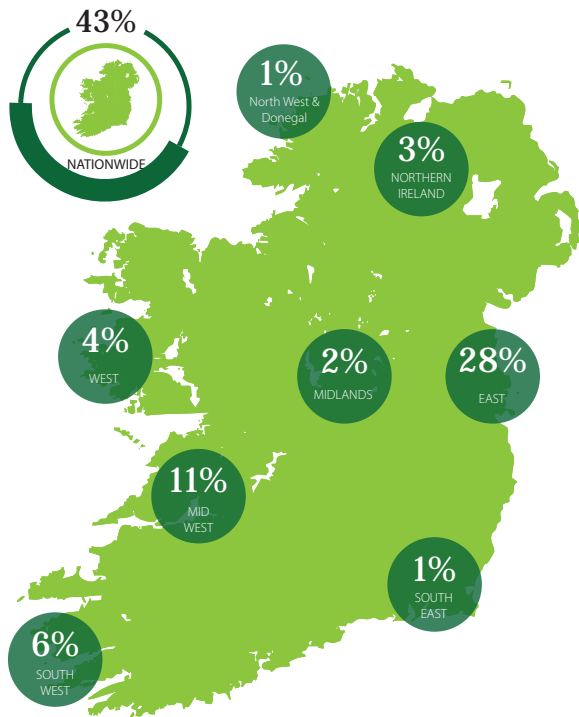 43%
NATIONWIDE
1%
North West &
Donegal
3%
NORTHERN
IRELAND
4%
WEST
2%
MIDLANDS
28%
EAST
11%
MID
WEST
1%
SOUTH
EAST
6%
SOUTH
WEST